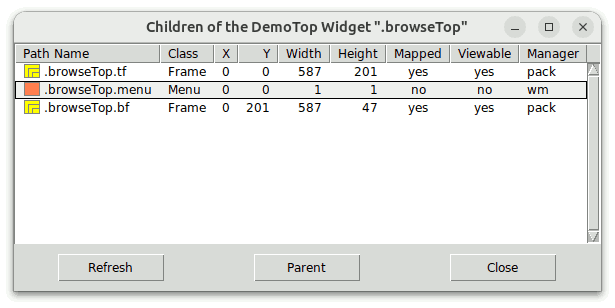 Children of the DemoTop Widget ".browseTop"
Path Name Class X Y Width Height Mapped Viewable Manager
.browseTop.tf Frame 0 0 587 201 yes yes pack
.browseTop.menu Menu 0 0 1 1 no no wm
.browseTop.bf Frame 0 201 587 47 yes yes pack
Refresh Parent Close